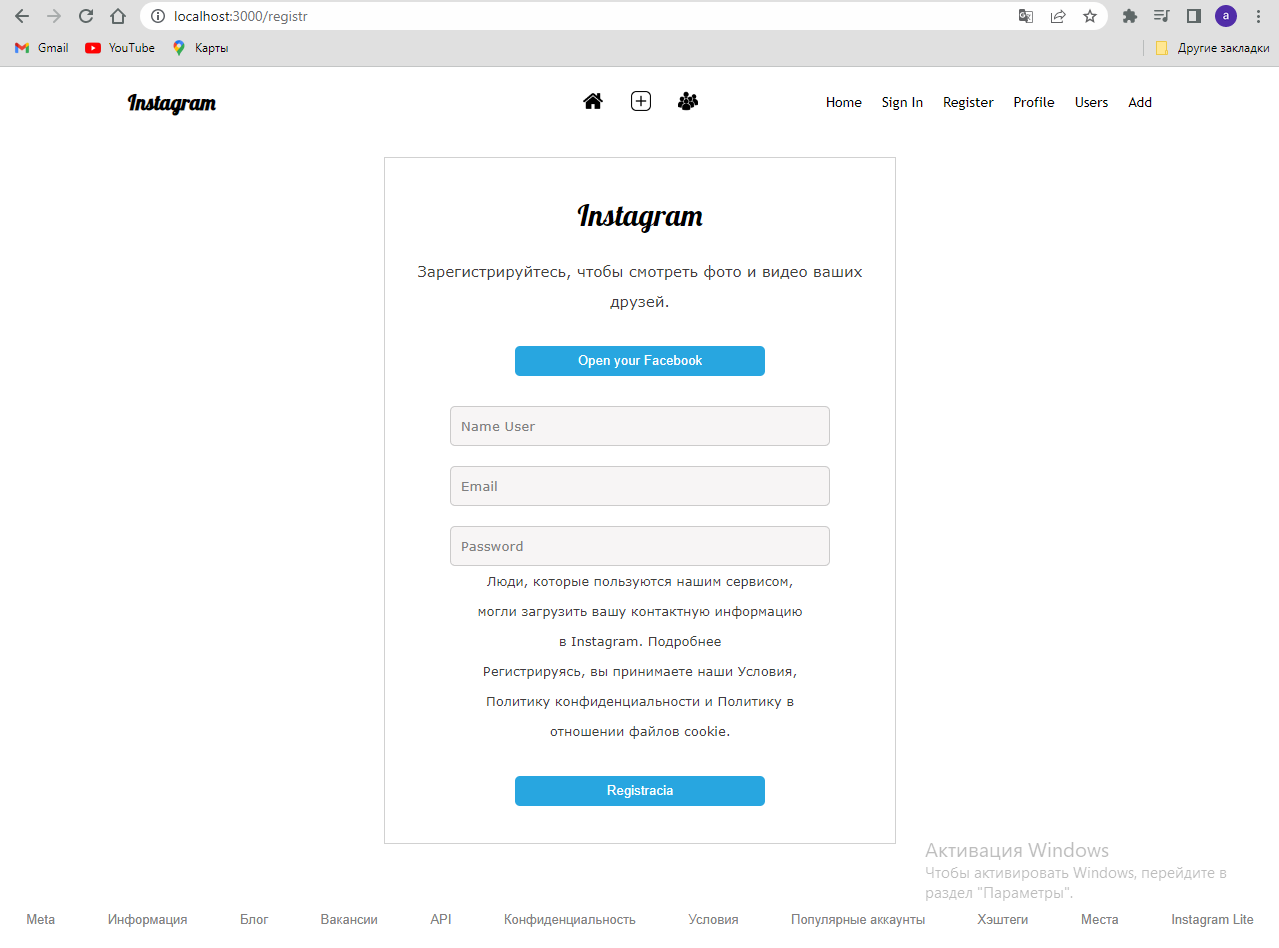 localhost:3000/registr
a
Gmail YouTube Карты Другие закладки
Instagram Home Sign In Register Profile Users Add
Instagram
Зарегистрируйтесь, чтобы смотреть фото и видео ваших
друзей.
Open your Facebook
Name User
Email
Password
Люди, которые пользуются нашим сервисом,
могли загрузить вашу контактную информацию
в Instagram. Подробнее
Регистрируясь, вы принимаете наши Условия,
Политику конфиденциальности и Политику в
отношении файлов cookie.
Registracia
Активация Windows
Чтобы активировать Windows, перейдите в
раздел "Параметры".
Meta Информация Блог Вакансии API Конфиденциальность Условия Популярные аккаунты Хэштеги Места Instagram Lite